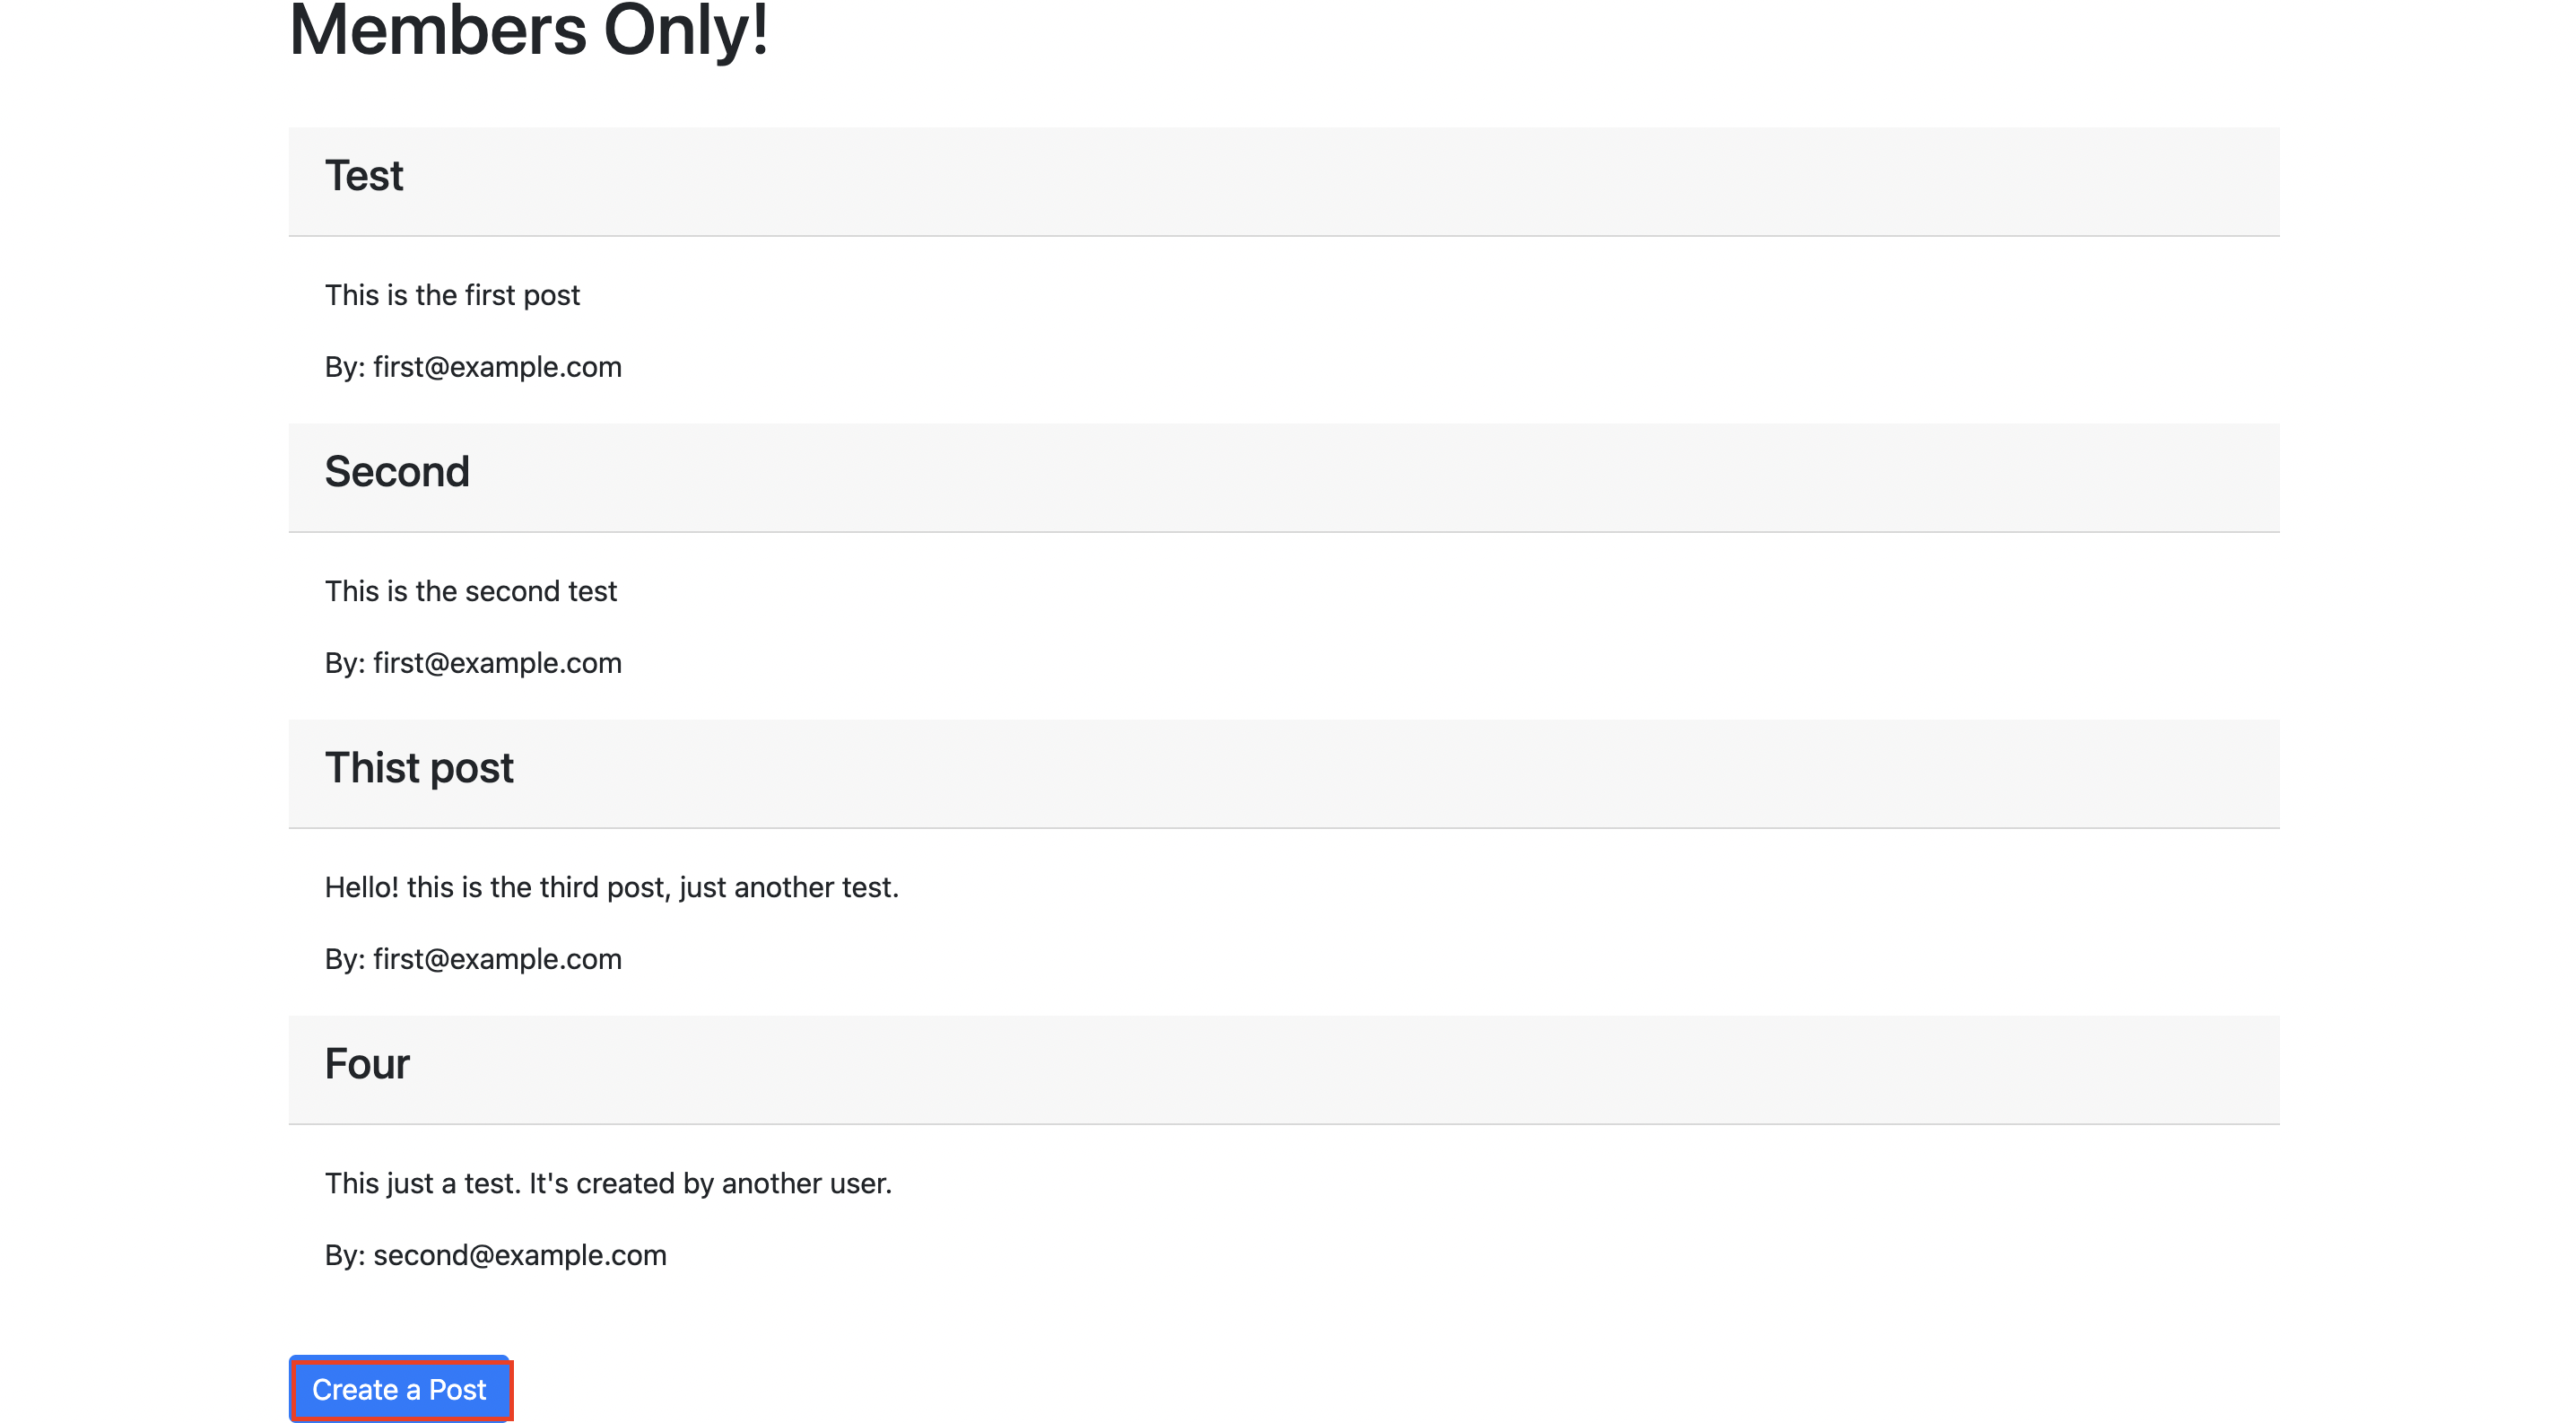 Members Only!
Test
This is the first post
By: first@example.com
Second
This is the second test
By: first@example.com
Thist post
Hello! this is the third post, just another test.
By: first@example.com
Four
This just a test. It's created by another user.
By: second@example.com
Create a Post